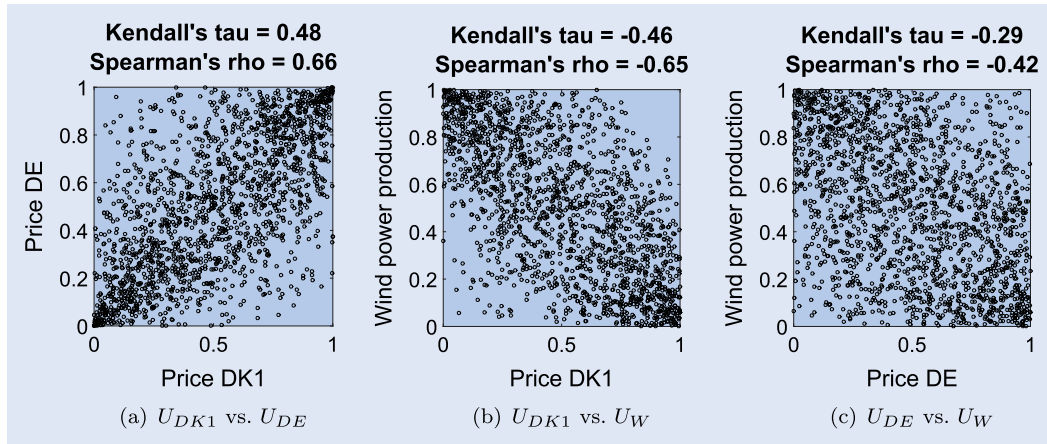 Kendall's tau = 0.48
Spearman's rho = 0.66
Price DE
1
0.8
0.6
0.4
0.2
0
0
0.5
1
Price DK1
(a) U_{DK1} vs. U_{DE}
Kendall's tau = -0.46
Spearman's rho = -0.65
Wind power production
1
0.8
0.6
0.4
0.2
0
0
0.5
1
Price DK1
(b) U_{DK1} vs. U_W
Kendall's tau = -0.29
Spearman's rho = -0.42
Wind power production
1
0.8
0.6
0.4
0.2
0
0
0.5
1
Price DE
(c) U_{DE} vs. U_W